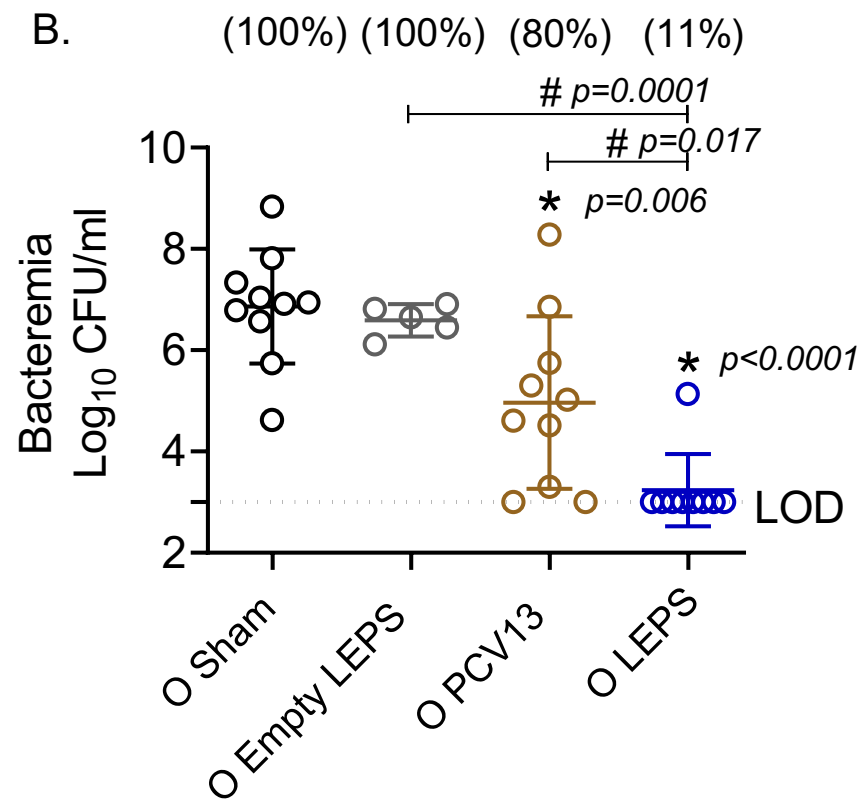 B.
(100%) (100%) (80%) (11%)
# p=0.0001
# p=0.017
* p=0.006
* p<0.0001
Bacteremia
Log10 CFU/ml
10
8
6
4
2
LOD
O Sham
O Empty LEPS
O PCV13
O LEPS